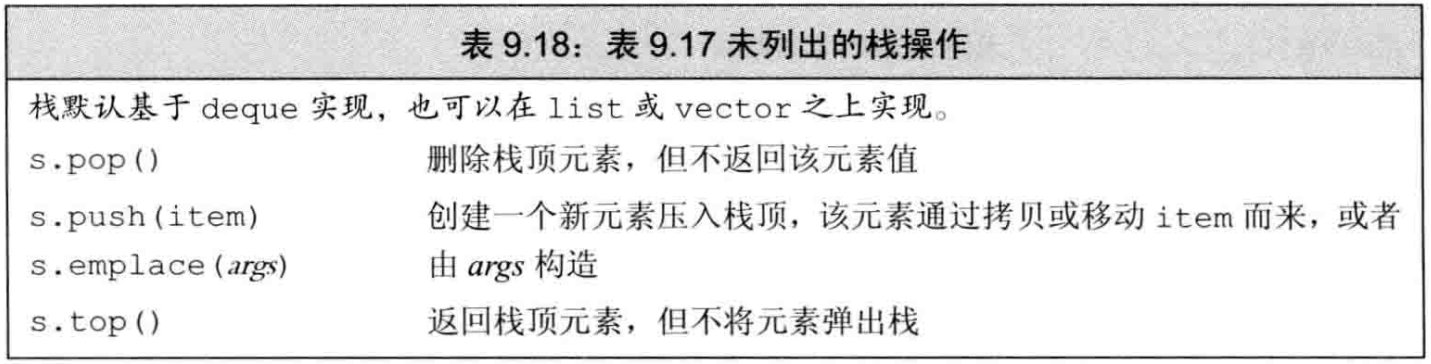 表 9.18：表 9.17 未列出的栈操作
栈默认基于 deque 实现，也可以在 list 或 vector 之上实现。
s.pop() 删除栈顶元素，但不返回该元素值
s.push(item) 创建一个新元素压入栈顶，该元素通过拷贝或移动 item 而来，或者
s.emplace(args) 由 args 构造
s.top() 返回栈顶元素，但不将元素弹出栈